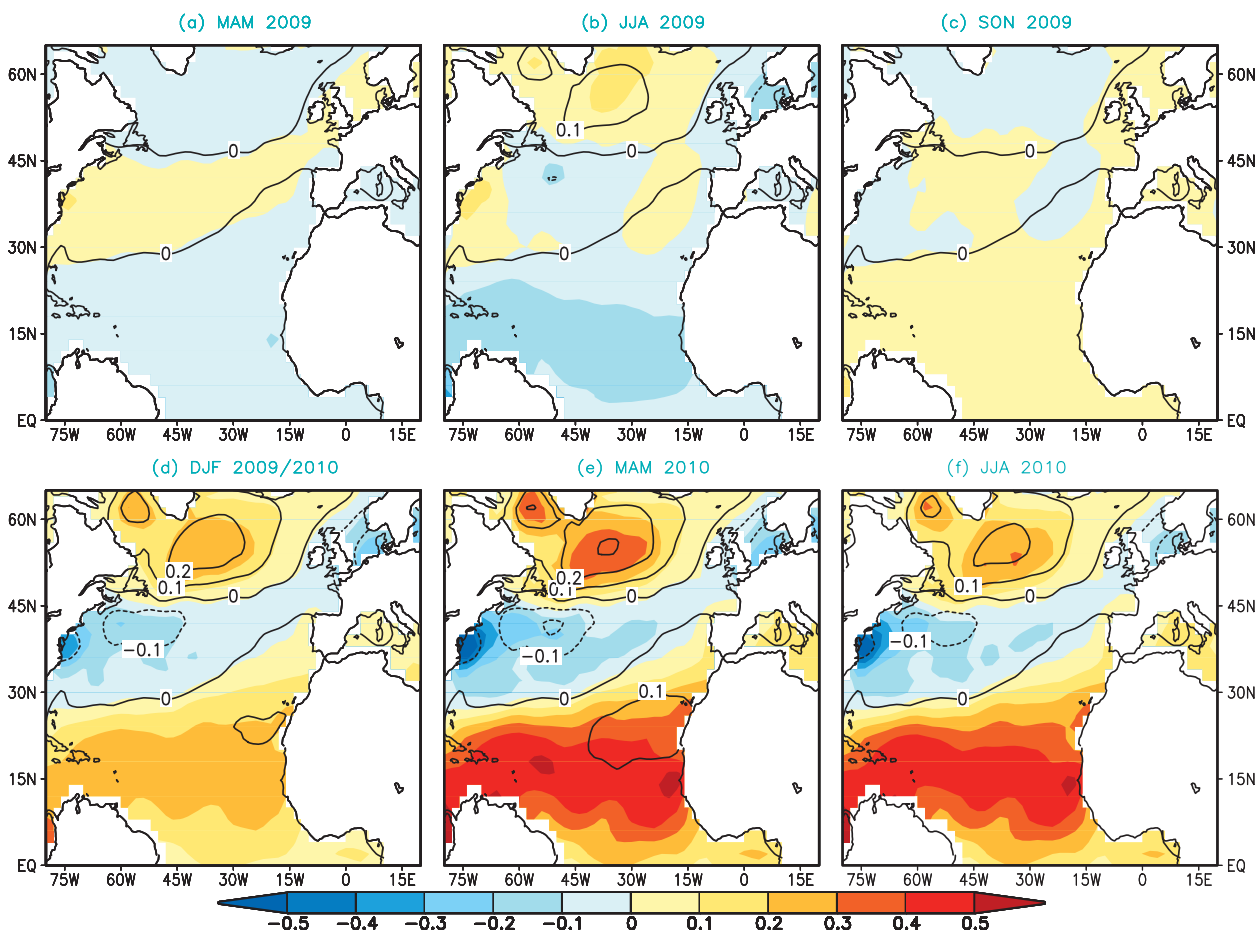 (a) MAM 2009 (b) JJA 2009 (c) SON 2009
60N 60N
0.1
45N 0 0 0 45N
30N 0 0 0 30N
15N 15N
EQ EQ
75W 60W 45W 30W 15W 0 15E 75W 60W 45W 30W 15W 0 15E 75W 60W 45W 30W 15W 0 15E
(d) DJF 2009/2010 (e) MAM 2010 (f) JJA 2010
60N 60N
0.2 0.2
0.1 0.1 0.1
45N 0 0 0 45N
-0.1 -0.1 -0.1
30N 0 0 0.1 0 30N
15N 15N
EQ EQ
75W 60W 45W 30W 15W 0 15E 75W 60W 45W 30W 15W 0 15E 75W 60W 45W 30W 15W 0 15E
-0.5 -0.4 -0.3 -0.2 -0.1 0 0.1 0.2 0.3 0.4 0.5